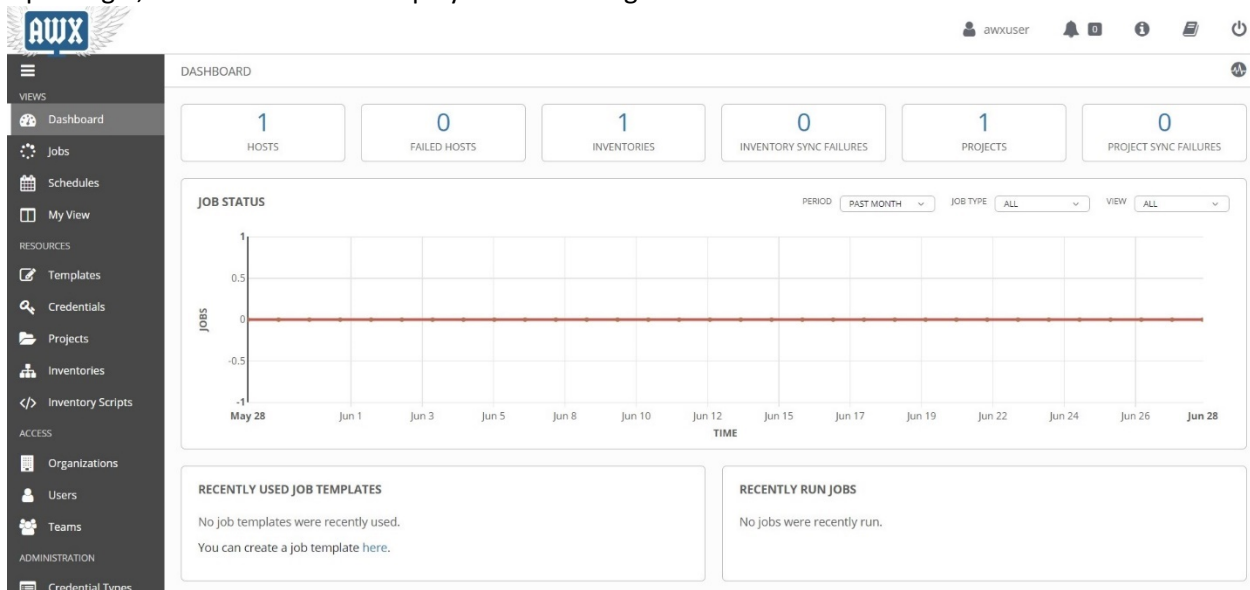 AWX
awxuser 0
DASHBOARD
VIEWS
Dashboard
Jobs
Schedules
My View
RESOURCES
Templates
Credentials
Projects
Inventories
Inventory Scripts
ACCESS
Organizations
Users
Teams
ADMINISTRATION
Credential Types
1 0 1 0 1 0
HOSTS FAILED HOSTS INVENTORIES INVENTORY SYNC FAILURES PROJECTS PROJECT SYNC FAILURES
JOB STATUS PERIOD PAST MONTH JOB TYPE ALL VIEW ALL
1
0.5
0
-0.5
-1
JOBS
May 28 Jun 1 Jun 3 Jun 5 Jun 8 Jun 10 Jun 12 Jun 15 Jun 17 Jun 19 Jun 22 Jun 24 Jun 26 Jun 28
TIME
RECENTLY USED JOB TEMPLATES
No job templates were recently used.
You can create a job template here.
RECENTLY RUN JOBS
No jobs were recently run.